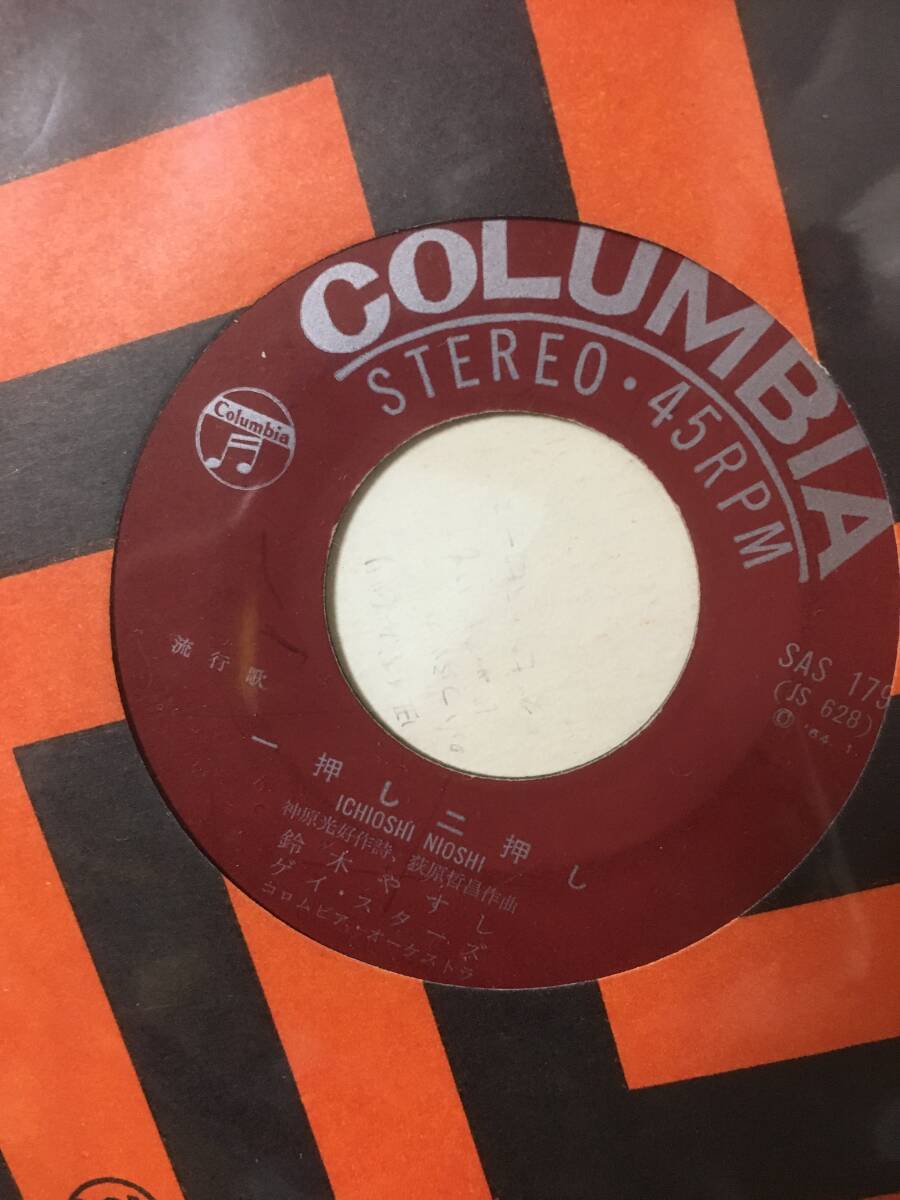 COLUMBIA
STEREO・45RPM
Columbia
SAS 179
(JS 628)
流行歌
一押し二押し
ICHIOSHI NIOSHI
神原光好作詩、荻原哲昌作曲
鈴木やすし
ゲイ・スターズ
コロムビア・オーケストラ